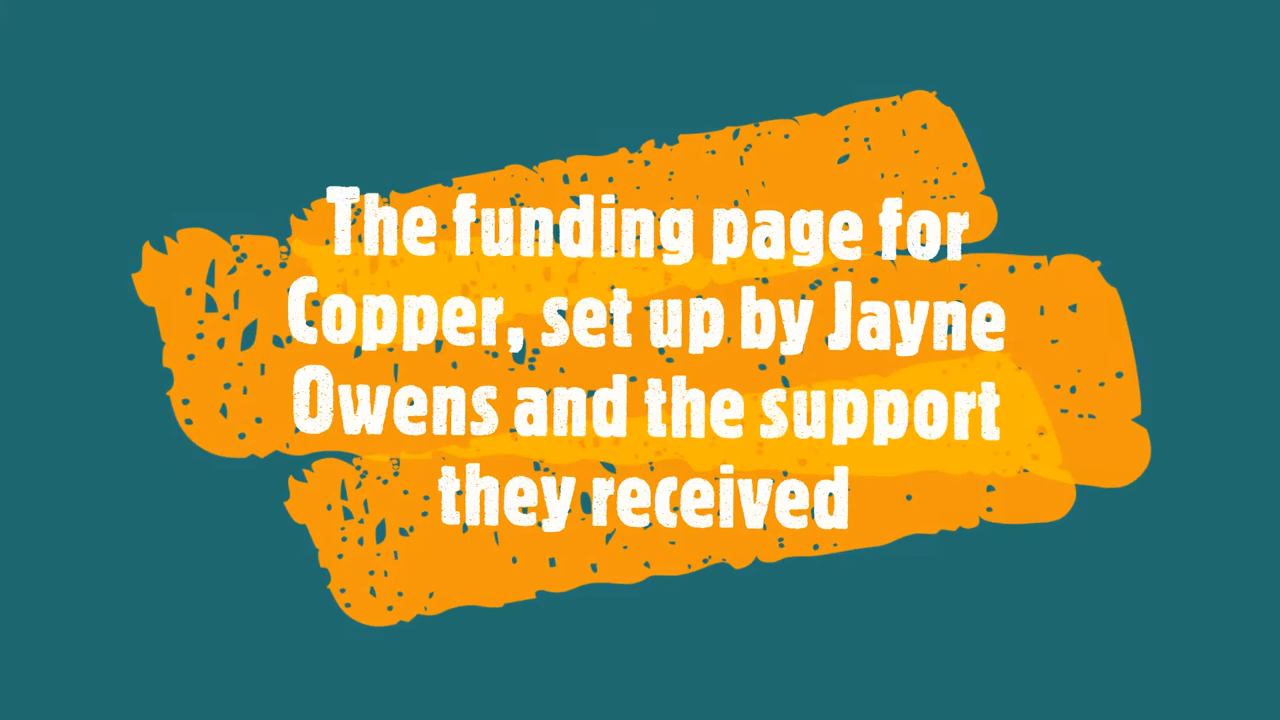 The funding page for
Copper, set up by Jayne
Owens and the support
they received